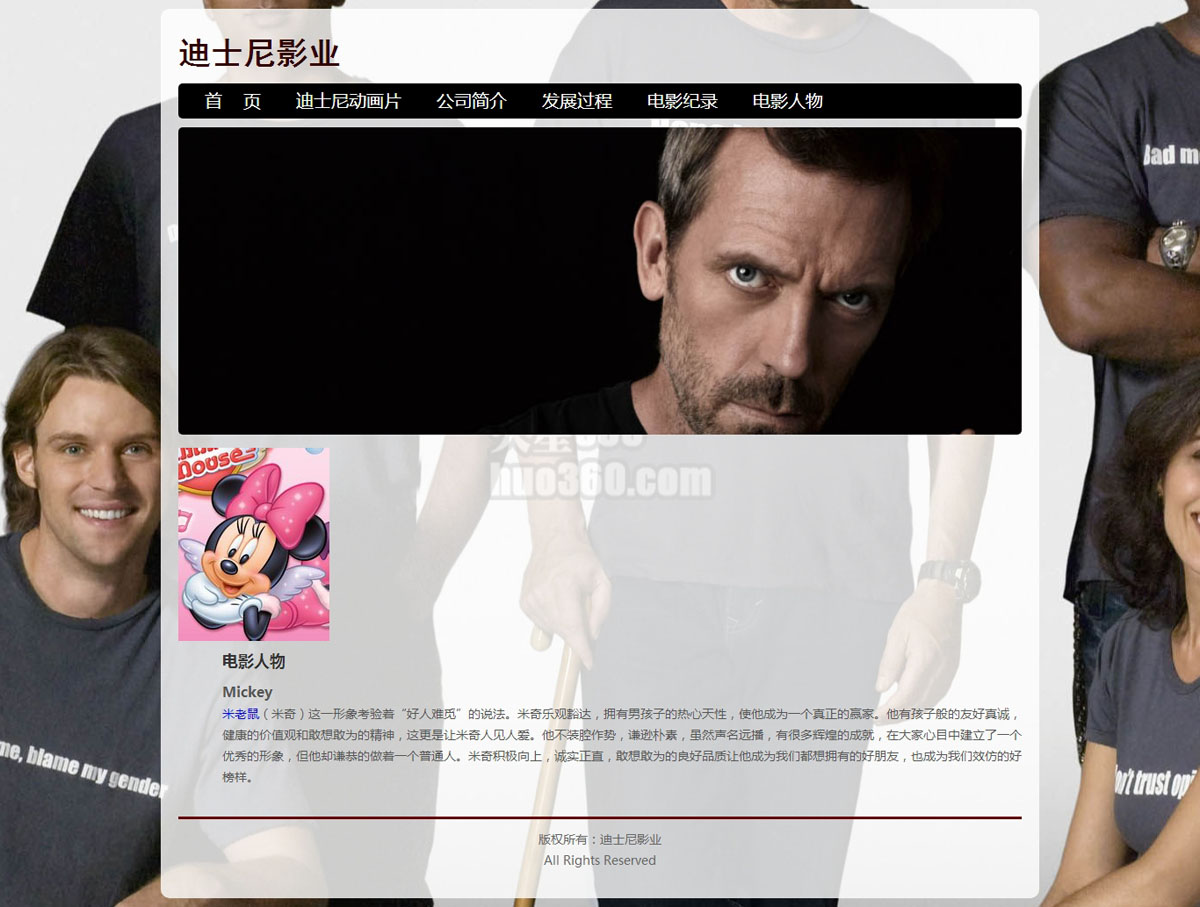 迪士尼影业
首 页 迪士尼动画片 公司简介 发展过程 电影纪录 电影人物
Bad m
huo360.com
Mouse
电影人物
Mickey
米老鼠（米奇）这一形象考验着“好人难觅”的说法。米奇乐观豁达，拥有男孩子的热心天性，使他成为一个真正的赢家。他有孩子般的友好真诚，
健康的价值观和敢想敢为的精神，这更是让米奇人见人爱。他不装腔作势，谦逊朴素，虽然声名远播，有很多辉煌的成就，在大家心目中建立了一个
优秀的形象，但他却谦恭的做着一个普通人。米奇积极向上，诚实正直，敢想敢为的良好品质让他成为我们都想拥有的好朋友，也成为我们效仿的好
榜样。
me, blame my gender
on't trust opi
版权所有：迪士尼影业
All Rights Reserved